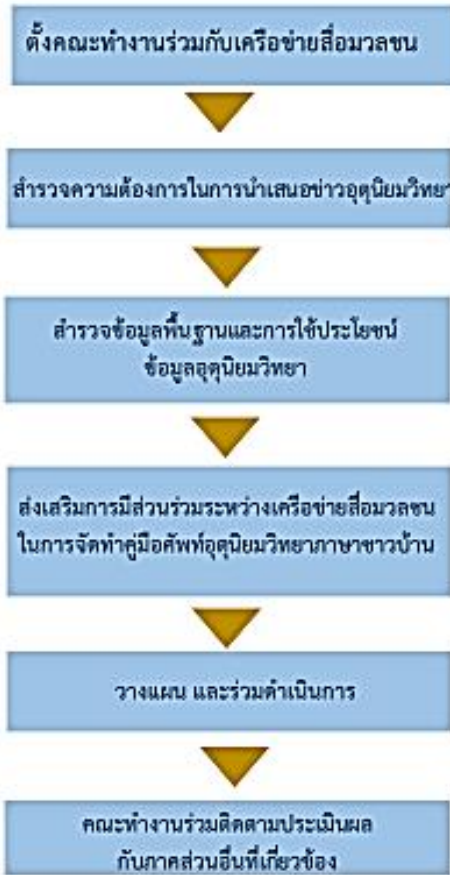 ตั้งคณะทำงานร่วมกับเครือข่ายสื่อมวลชน
สำรวจความต้องการในการนำเสนอข่าวอุตุนิยมวิทยา
สำรวจข้อมูลพื้นฐานและการใช้ประโยชน์
ข้อมูลอุตุนิยมวิทยา
ส่งเสริมการมีส่วนร่วมระหว่างเครือข่ายสื่อมวลชน
ในการจัดทำคู่มือศัพท์อุตุนิยมวิทยาภาษาชาวบ้าน
วางแผน และร่วมดำเนินการ
คณะทำงานร่วมติดตามประเมินผล
กับภาคส่วนอื่นที่เกี่ยวข้อง